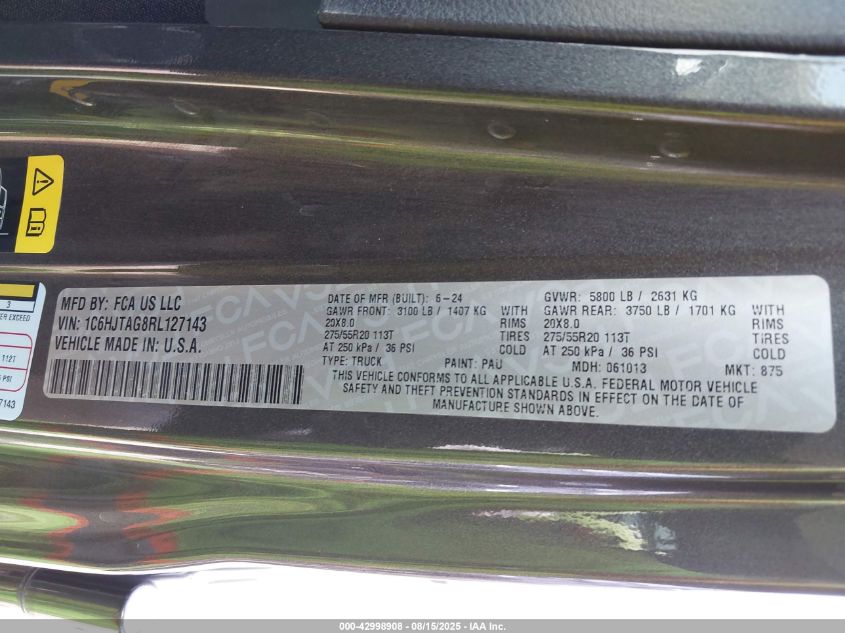 MFD BY: FCA US LLC
VIN: 1C6HJTAG8RL127143
VEHICLE MADE IN: U.S.A.
DATE OF MFR (BUILT): 6-24
GAWR FRONT: 3100 LB / 1407 KG WITH
20X8.0 RIMS
275/55R20 113T TIRES
AT 250 kPa / 36 PSI COLD
TYPE: TRUCK PAINT: PAU
GVWR: 5800 LB / 2631 KG
GAWR REAR: 3750 LB / 1701 KG WITH
20X8.0 RIMS
275/55R20 113T TIRES
AT 250 kPa / 36 PSI COLD
MDH: 061013 MKT: 875
THIS VEHICLE CONFORMS TO ALL APPLICABLE U.S.A. FEDERAL MOTOR VEHICLE
SAFETY AND THEFT PREVENTION STANDARDS IN EFFECT ON THE DATE OF
MANUFACTURE SHOWN ABOVE.
3
EXCEED
112T
PSI
7143
000-42998908 - 08/15/2025 - IAA Inc.